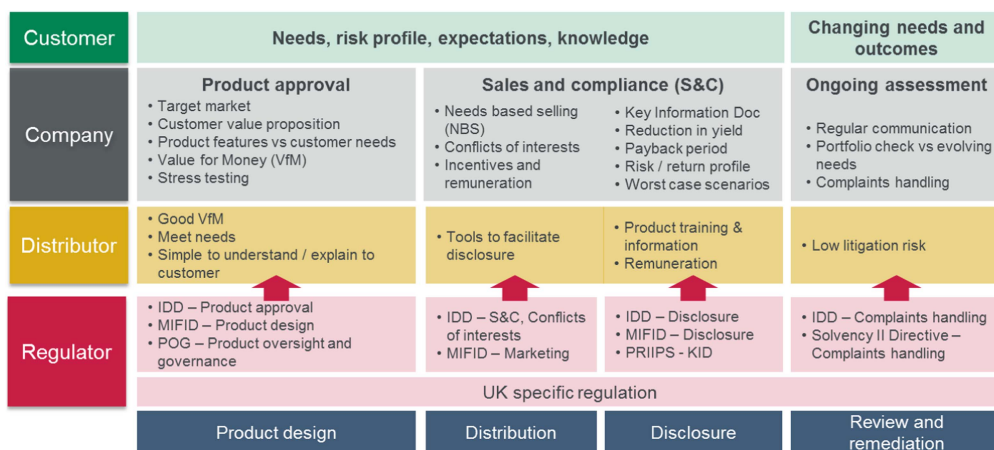 Customer
Needs, risk profile, expectations, knowledge
Changing needs and
outcomes
Company
Product approval
• Target market
• Customer value proposition
• Product features vs customer needs
• Value for Money (VfM)
• Stress testing
Sales and compliance (S&C)
• Needs based selling
(NBS)
• Conflicts of interests
• Incentives and
remuneration
• Key Information Doc
• Reduction in yield
• Payback period
• Risk / return profile
• Worst case scenarios
Ongoing assessment
• Regular communication
• Portfolio check vs evolving
needs
• Complaints handling
Distributor
• Good VfM
• Meet needs
• Simple to understand / explain to
customer
• Tools to facilitate
disclosure
• Product training &
information
• Remuneration
• Low litigation risk
Regulator
• IDD – Product approval
• MIFID – Product design
• POG – Product oversight and
governance
• IDD – S&C, Conflicts
of interests
• MIFID – Marketing
• IDD – Disclosure
• MIFID – Disclosure
• PRIIPS - KID
• IDD – Complaints handling
• Solvency II Directive –
Complaints handling
UK specific regulation
Product design
Distribution
Disclosure
Review and
remediation